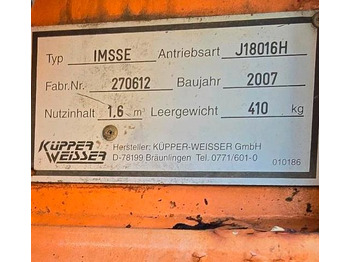 Typ IMSSE Antriebsart J18016H
Fabr.Nr. 270612 Baujahr 2007
Nutzinhalt 1.6 m³ Leergewicht 410 kg
KÜPPER WEISSER
Hersteller: KÜPPER-WEISSER GmbH
D-78199 Bräunlingen Tel. 0771/601-0
010186